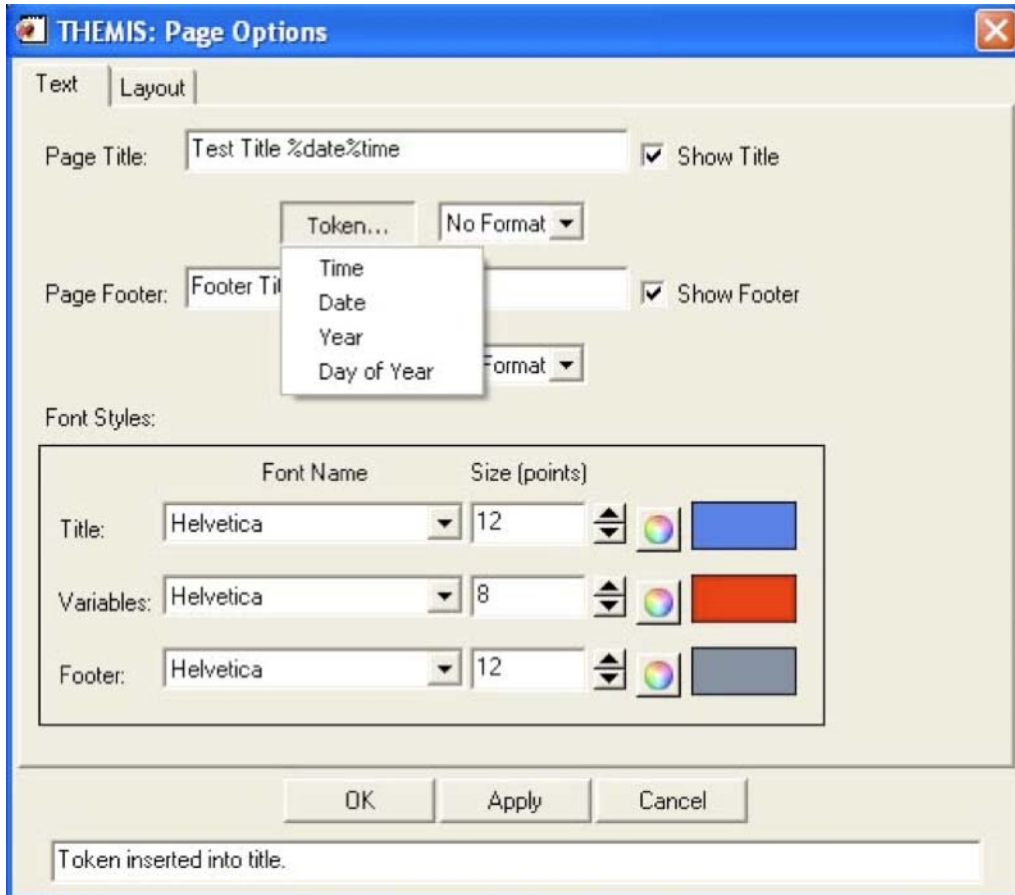 THEMIS: Page Options
Text Layout
Page Title: Test Title %date%time Show Title
Token... No Format
Time
Page Footer: Footer Show Footer
Date
Year
Format
Day of Year
Font Styles:
Font Name Size (points)
Title: Helvetica 12
Variables: Helvetica 8
Footer: Helvetica 12
OK Apply Cancel
Token inserted into title.